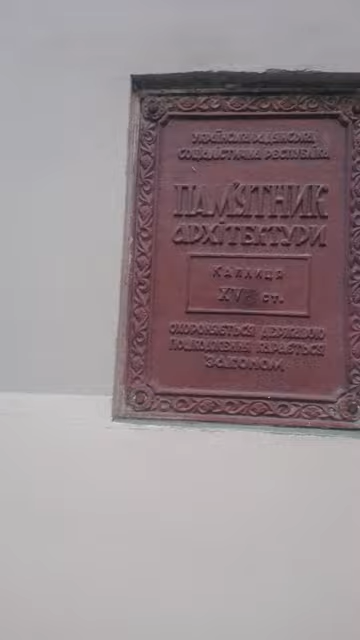 УКРАЇНСЬКА РАДЯНСЬКА
СОЦІАЛІСТИЧНА РЕСПУБЛІКА
ПАМ'ЯТНИК
АРХІТЕКТУРИ
КАПЛИЦЯ
ст.
ОХОРОНЯЄТЬСЯ ДЕРЖАВОЮ
ПОШКОДЖЕННЯ КАРАЄТЬСЯ
ЗАКОНОМ